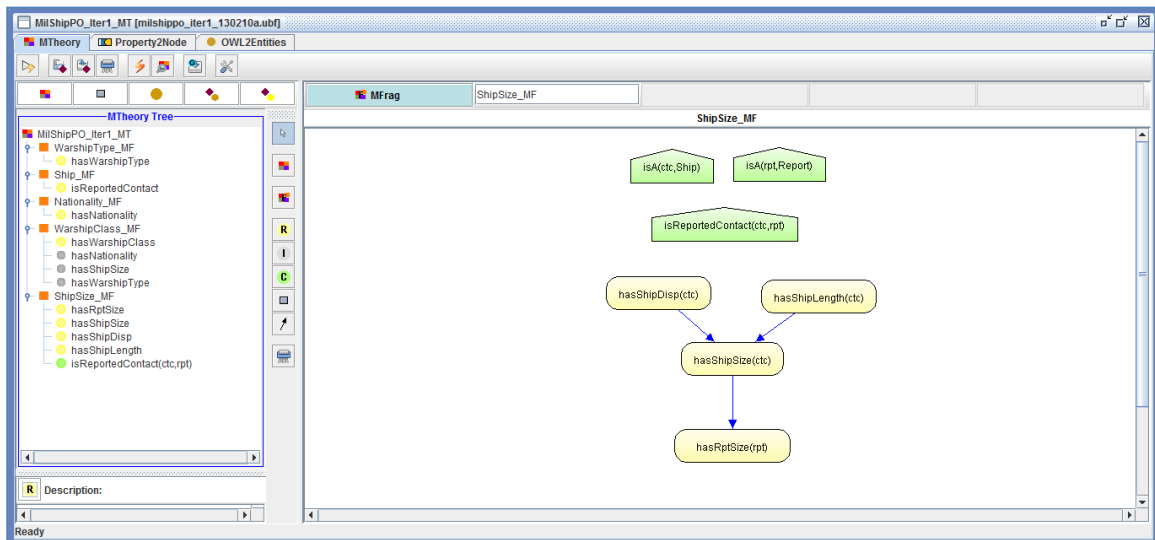 MilShipPO_Iter1_MT [milshippo_iter1_130210a.ubf]
MTheory Property2Node OWL2Entities
MFrag ShipSize_MF
MTheory Tree
MilShipPO_Iter1_MT
WarshipType_MF
hasWarshipType
Ship_MF
isReportedContact
Nationality_MF
hasNationality
WarshipClass_MF
hasWarshipClass
hasNationality
hasShipSize
hasWarshipType
ShipSize_MF
hasRptSize
hasShipSize
hasShipDisp
hasShipLength
isReportedContact(ctc,rpt)
R Description:
Ready
R
I
C
ShipSize_MF
isA(ctc,Ship) isA(rpt,Report)
isReportedContact(ctc,rpt)
hasShipDisp(ctc) hasShipLength(ctc)
hasShipSize(ctc)
hasRptSize(rpt)